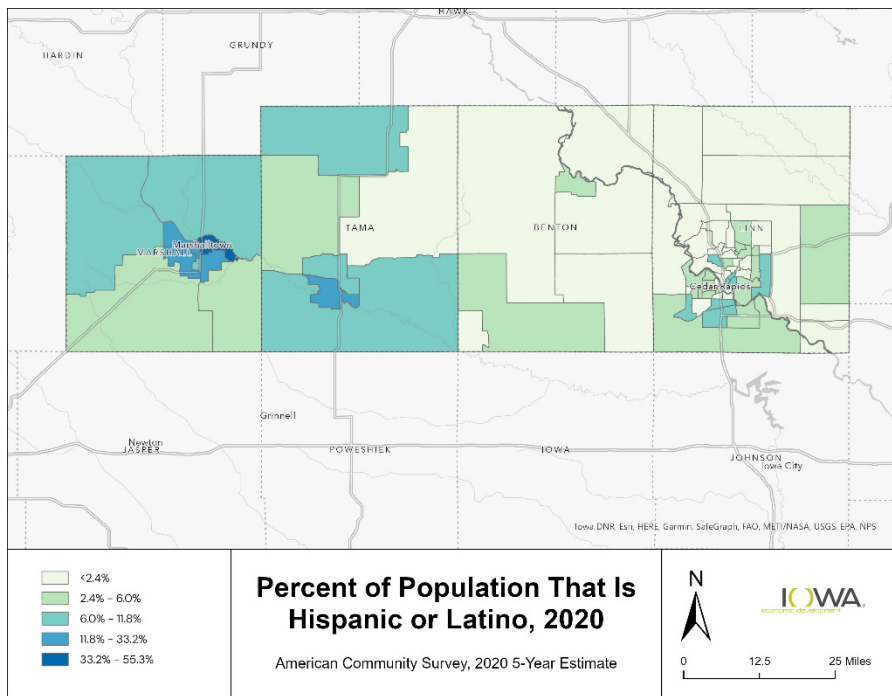 HAWK
GRUNDY
HARDIN
TAMA
BENTON
LINN
Marshalltown
MARSHALL
Cedar Rapids
Grinnell
Newton
JASPER
POWESHIEK
IOWA
JOHNSON
Iowa City
Iowa DNR, Esri, HERE, Garmin, SafeGraph, FAO, METI/NASA, USGS, EPA, NPS
<2.4%
2.4% - 6.0%
6.0% - 11.8%
11.8% - 33.2%
33.2% - 55.3%
Percent of Population That Is
Hispanic or Latino, 2020
American Community Survey, 2020 5-Year Estimate
N
IOWA
economic development
0 12.5 25 Miles